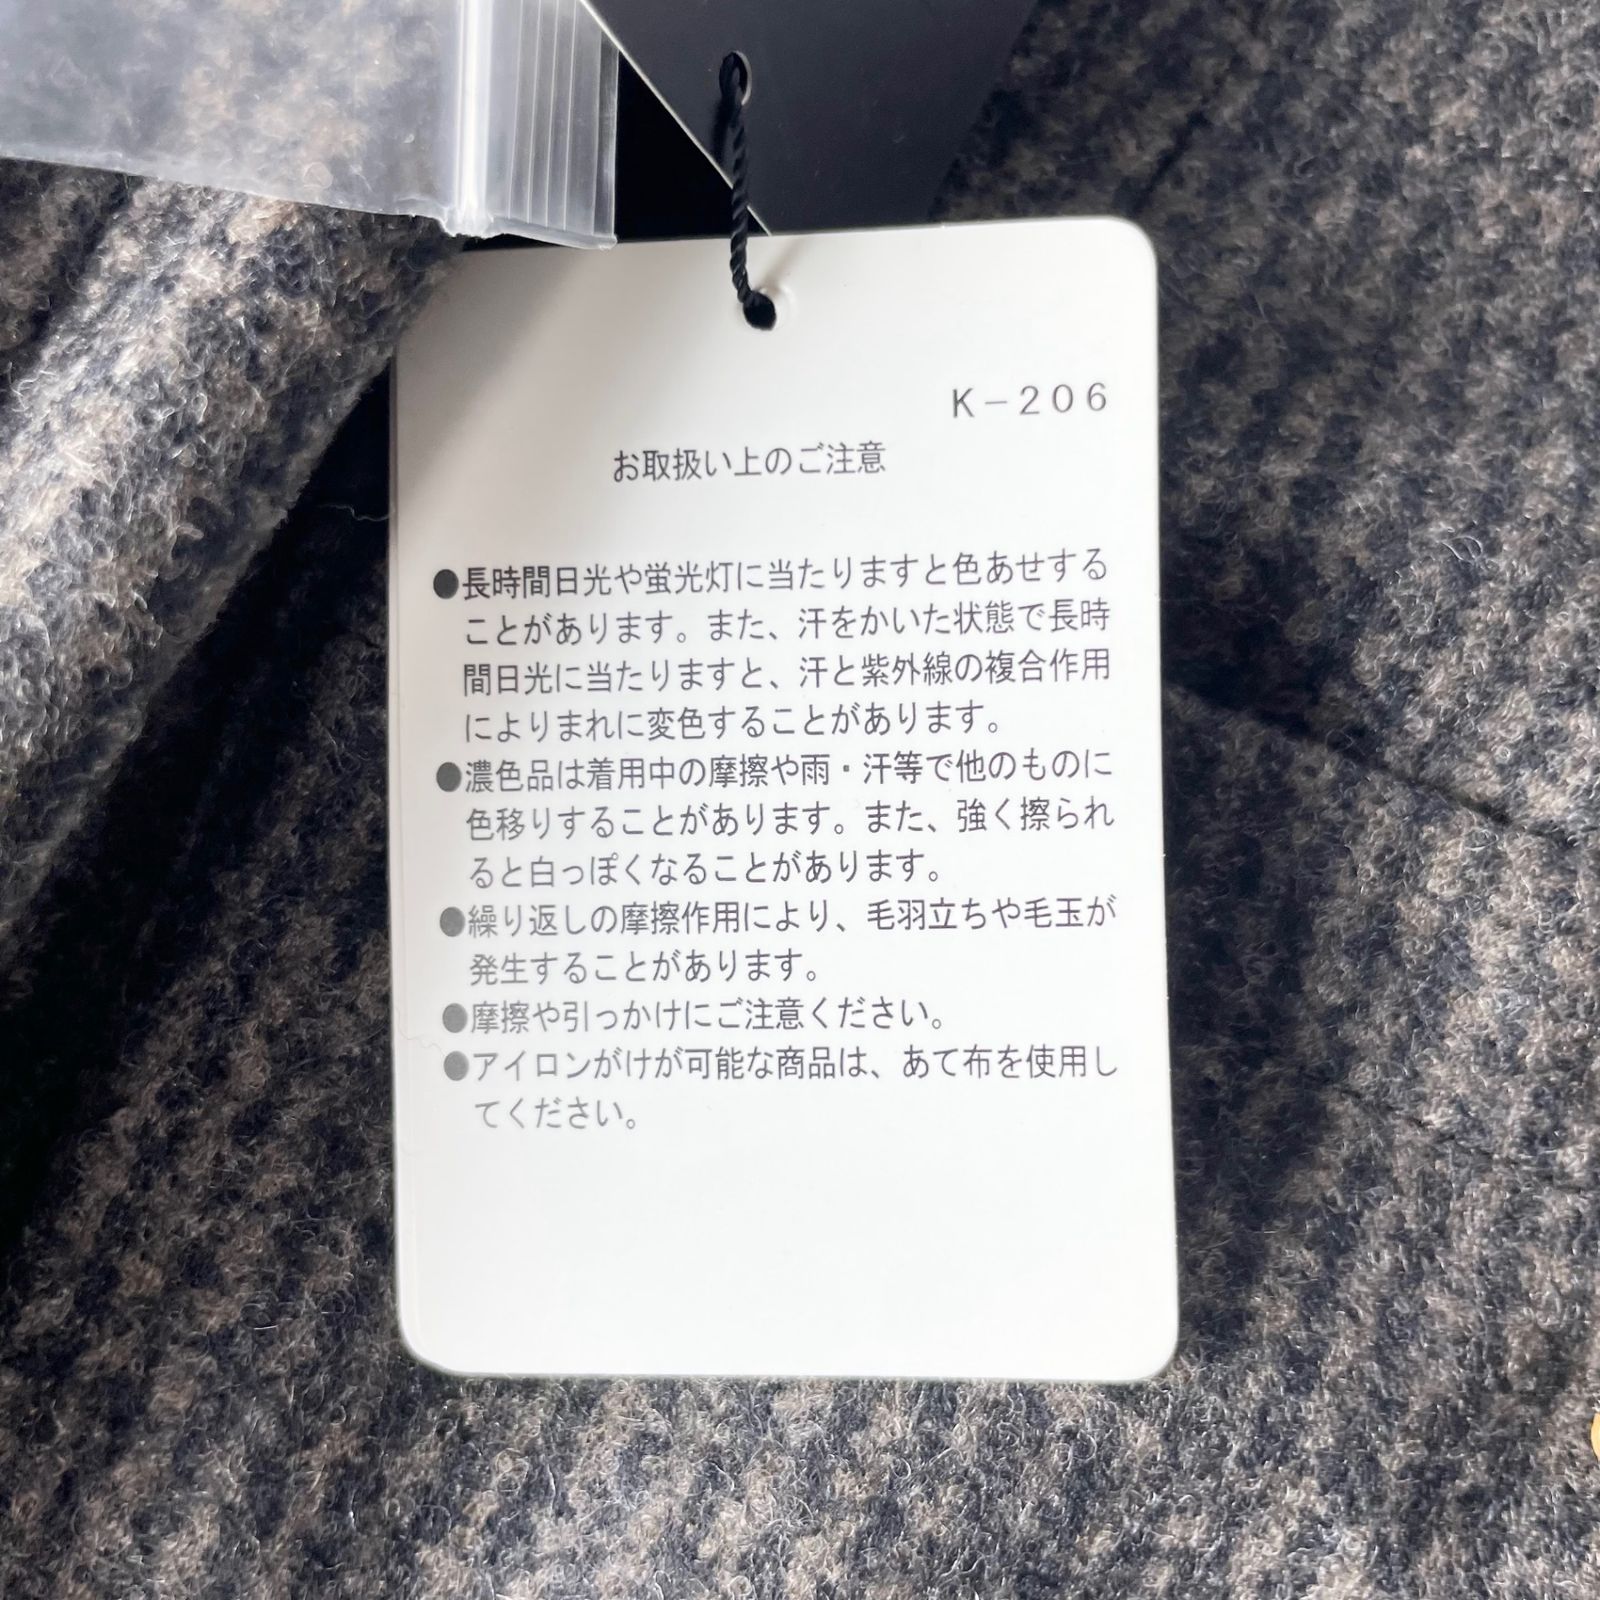 K－206
お取扱い上のご注意
●長時間日光や蛍光灯に当たりますと色あせする
ことがあります。また、汗をかいた状態で長時
間日光に当たりますと、汗と紫外線の複合作用
によりまれに変色することがあります。
●濃色品は着用中の摩擦や雨・汗等で他のものに
色移りすることがあります。また、強く擦られ
ると白っぽくなることがあります。
●繰り返しの摩擦作用により、毛羽立ちや毛玉が
発生することがあります。
●摩擦や引っかけにご注意ください。
●アイロンがけが可能な商品は、あて布を使用し
てください。